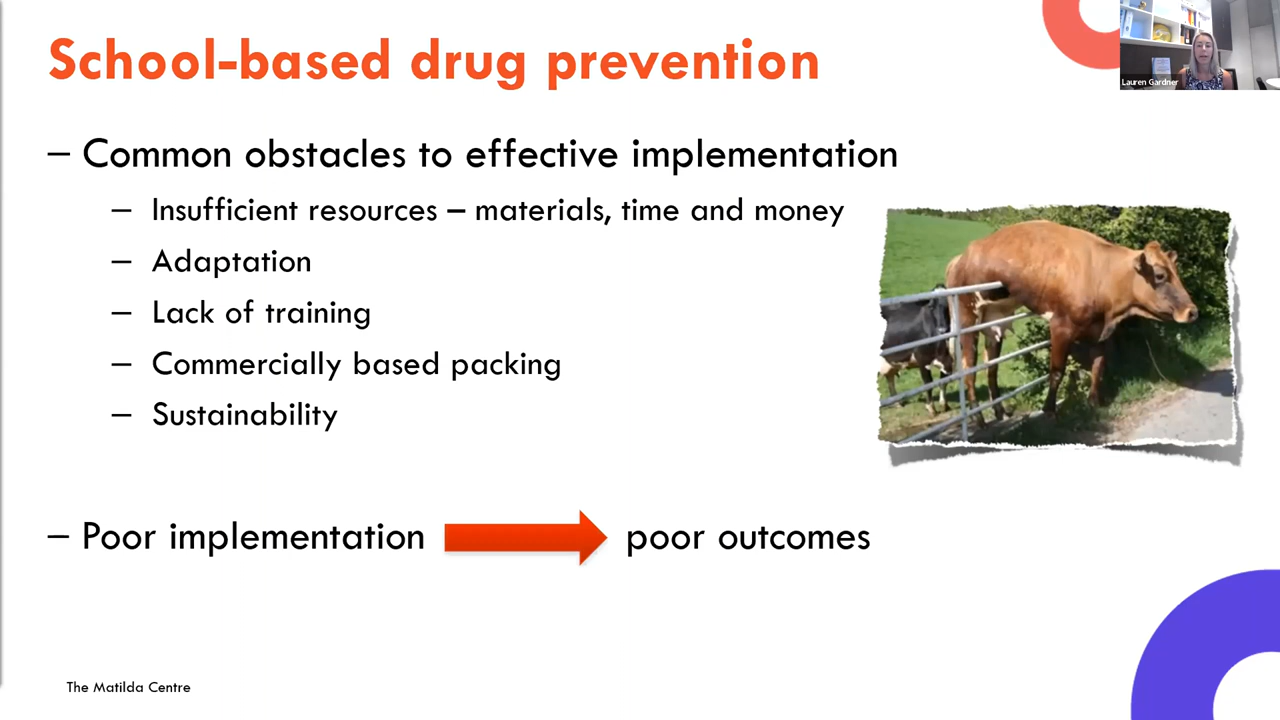 School-based drug prevention
Lauren Gardner
– Common obstacles to effective implementation
– Insufficient resources – materials, time and money
– Adaptation
– Lack of training
– Commercially based packing
– Sustainability
– Poor implementation poor outcomes
The Matilda Centre